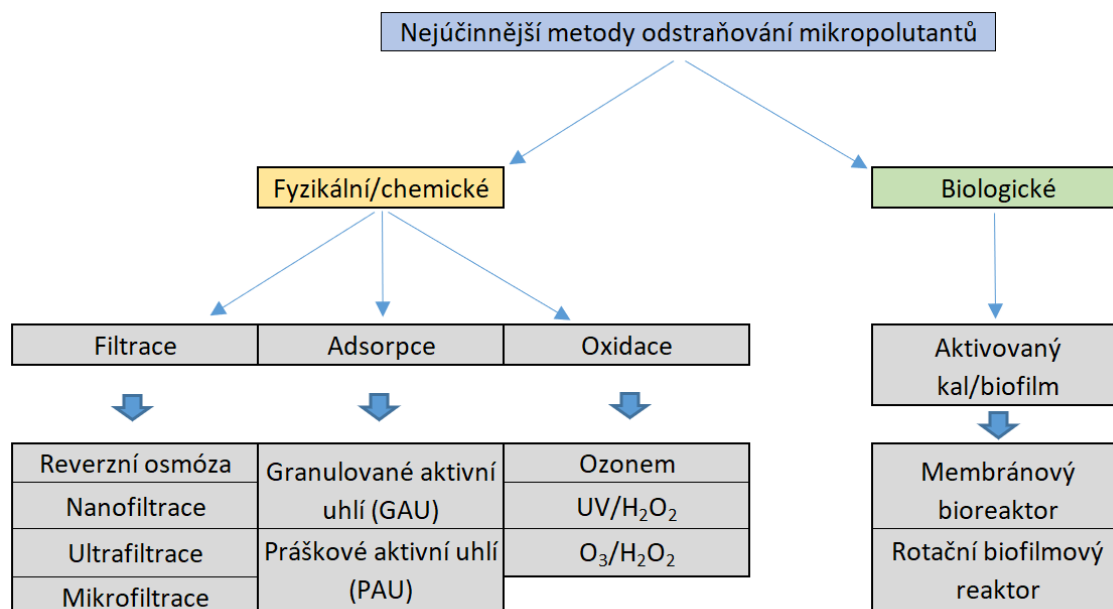 Nejúčinnější metody odstraňování mikropolutantů
Fyzikální/chemické
Biologické
Filtrace
Adsorpce
Oxidace
Aktivovaný
kal/biofilm
Reverzní osmóza
Nanofiltrace
Ultrafiltrace
Mikrofiltrace
Granulované aktivní
uhlí (GAU)
Práškové aktivní uhlí
(PAU)
Ozonem
UV/H₂O₂
O₃/H₂O₂
Membránový
bioreaktor
Rotační biofilmový
reaktor